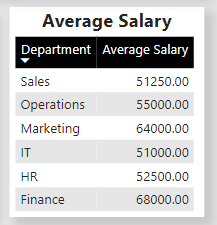 Average Salary
Department Average Salary
Sales 51250.00
Operations 55000.00
Marketing 64000.00
IT 51000.00
HR 52500.00
Finance 68000.00